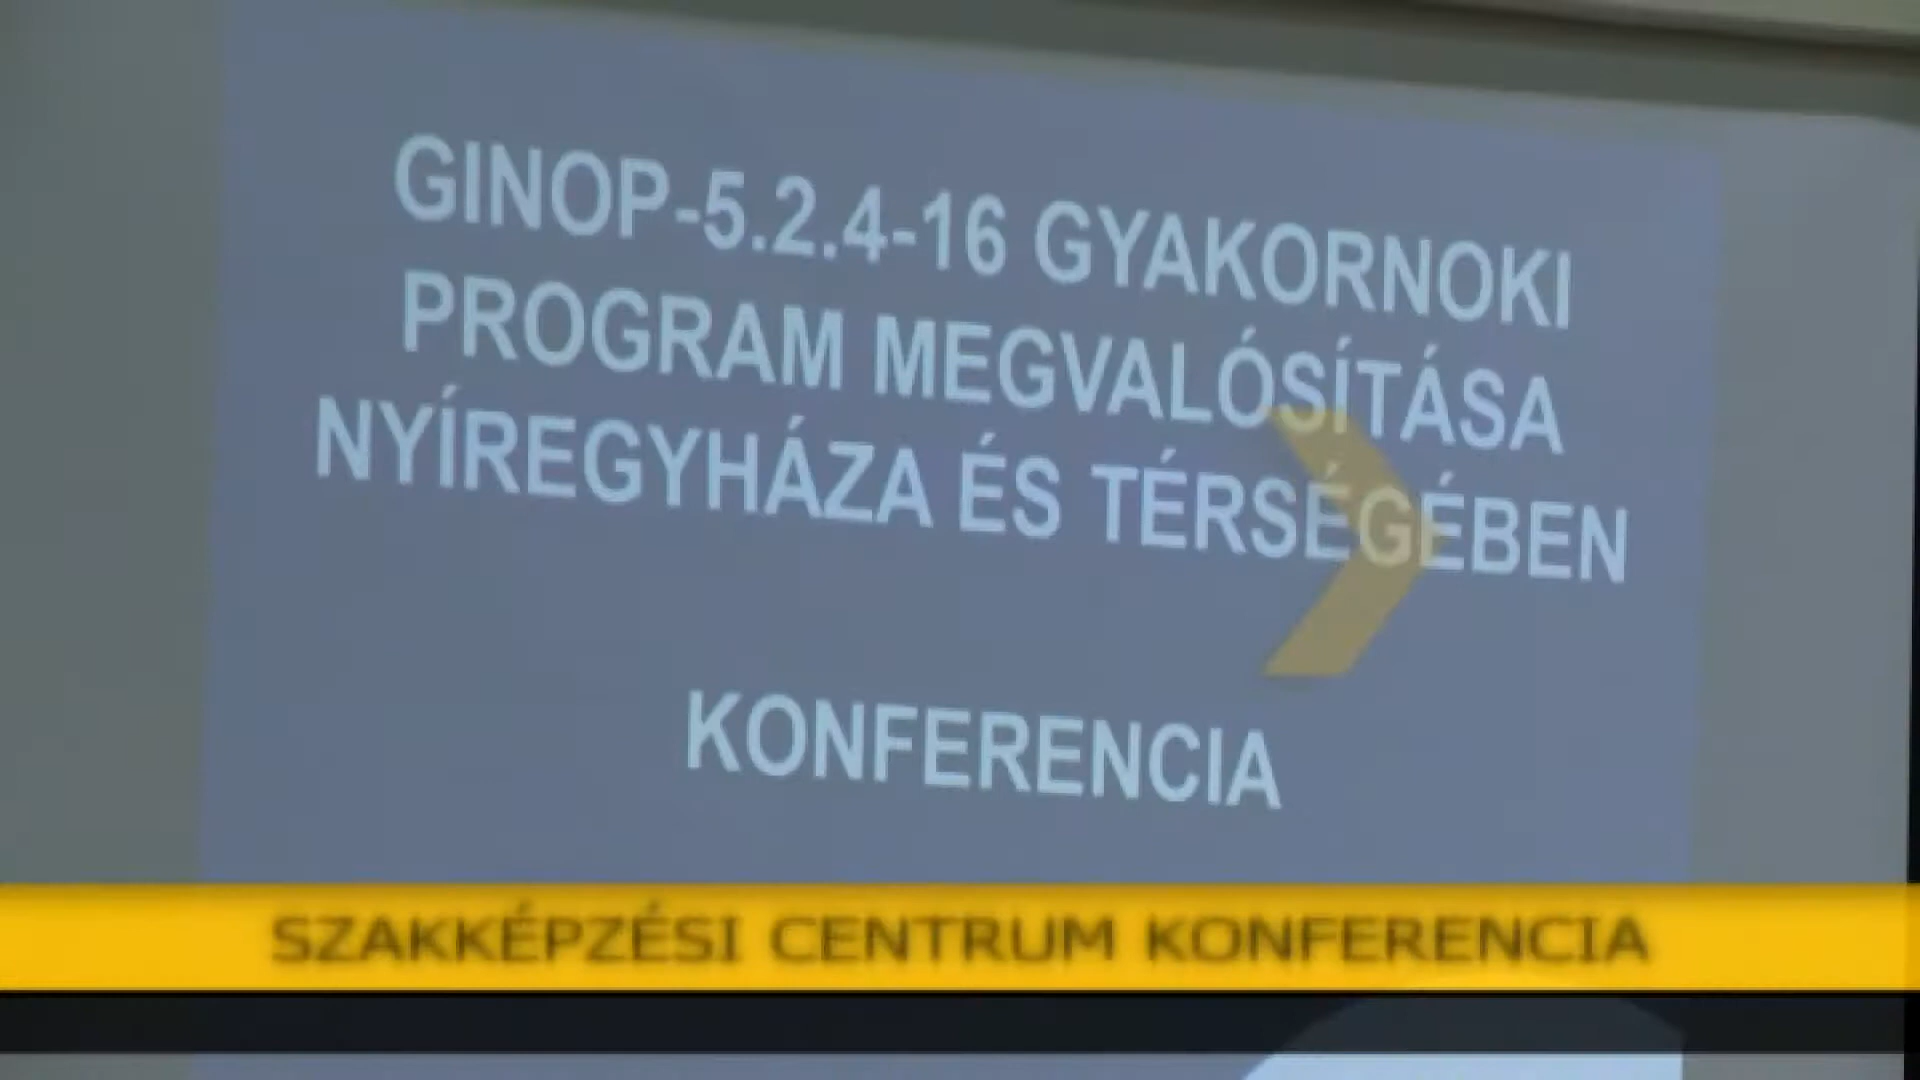 GINOP-5.2.4-16 GYAKORNOKI
PROGRAM MEGVALÓSÍTÁSA
NYÍREGYHÁZA ÉS TÉRSÉGÉBEN
KONFERENCIA
SZAKKÉPZÉSI CENTRUM KONFERENCIA